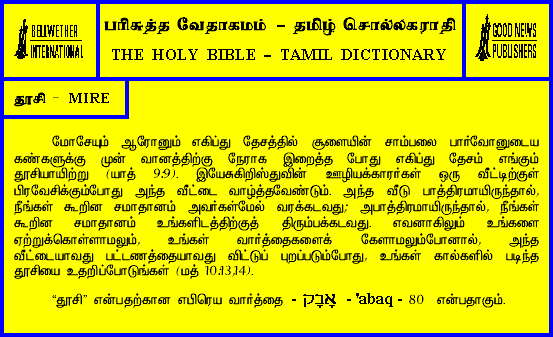 BELLWETHER
INTERNATIONAL
பரிசுத்த வேதாகமம் - தமிழ் சொல்லகராதி
THE HOLY BIBLE - TAMIL DICTIONARY
GOOD NEWS
PUBLISHERS
தூசி - MIRE
மோசேயும் ஆரோனும் எகிப்து தேசத்தில் சூளையின் சாம்பலை பார்வோனுடைய
கண்களுக்கு முன் வானத்திற்கு நேராக இறைத்த போது எகிப்து தேசம் எங்கும்
தூசியாயிற்று (யாத் 9:9). இயேசுகிறிஸ்துவின் ஊழியக்காரர்கள் ஒரு வீட்டிற்குள்
பிரவேசிக்கும்போது அந்த வீட்டை வாழ்த்தவேண்டும். அந்த வீடு பாத்திரமாயிருந்தால்,
நீங்கள் கூறின சமாதானம் அவர்கள்மேல் வரக்கடவது; அபாத்திரமாயிருந்தால், நீங்கள்
கூறின சமாதானம் உங்களிடத்திற்குத் திரும்பக்கடவது. எவனாகிலும் உங்களை
ஏற்றுக்கொள்ளாமலும், உங்கள் வார்த்தைகளைக் கேளாமலும்போனால், அந்த
வீட்டையாவது பட்டணத்தையாவது விட்டுப் புறப்படும்போது, உங்கள் கால்களில் படிந்த
தூசியை உதறிப்போடுங்கள் (மத் 10:13,14).
“தூசி” என்பதற்கான எபிரெய வார்த்தை - אָבָק - 'abaq - 80 என்பதாகும்.